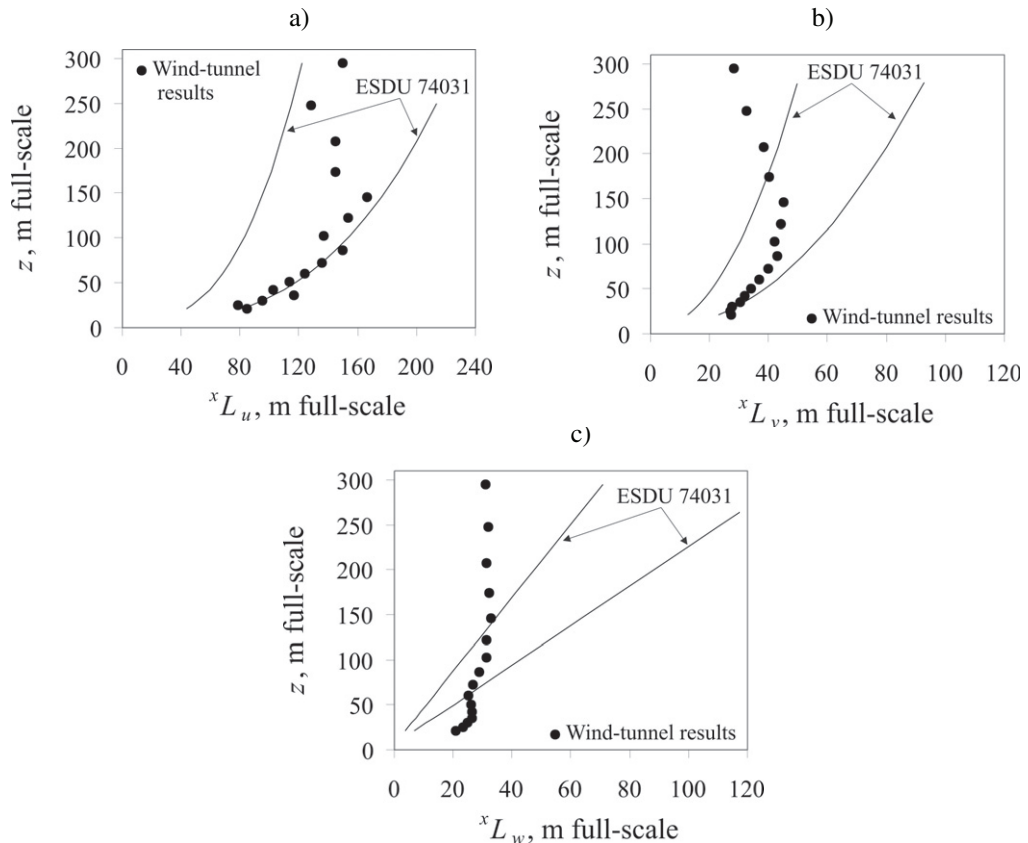 a)
300
250
200
150
100
50
0
z, m full-scale
Wind-tunnel
results
ESDU 74031
0 40 80 120 160 200 240
xLu, m full-scale
b)
300
250
200
150
100
50
0
z, m full-scale
ESDU 74031
Wind-tunnel results
0 20 40 60 80 100 120
xLv, m full-scale
c)
300
250
200
150
100
50
0
z, m full-scale
ESDU 74031
Wind-tunnel results
0 20 40 60 80 100 120
xLw, m full-scale